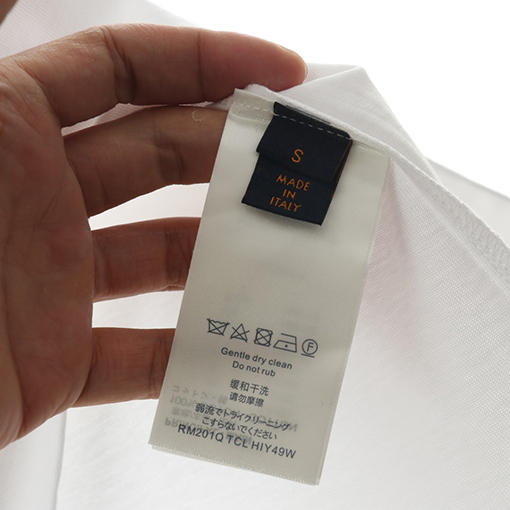 S
MADE
IN
ITALY
Gentle dry clean
Do not rub
缓和干洗
请勿摩擦
弱流でトライクリーニング
こすらないでください
RM201Q TCL HIY49W